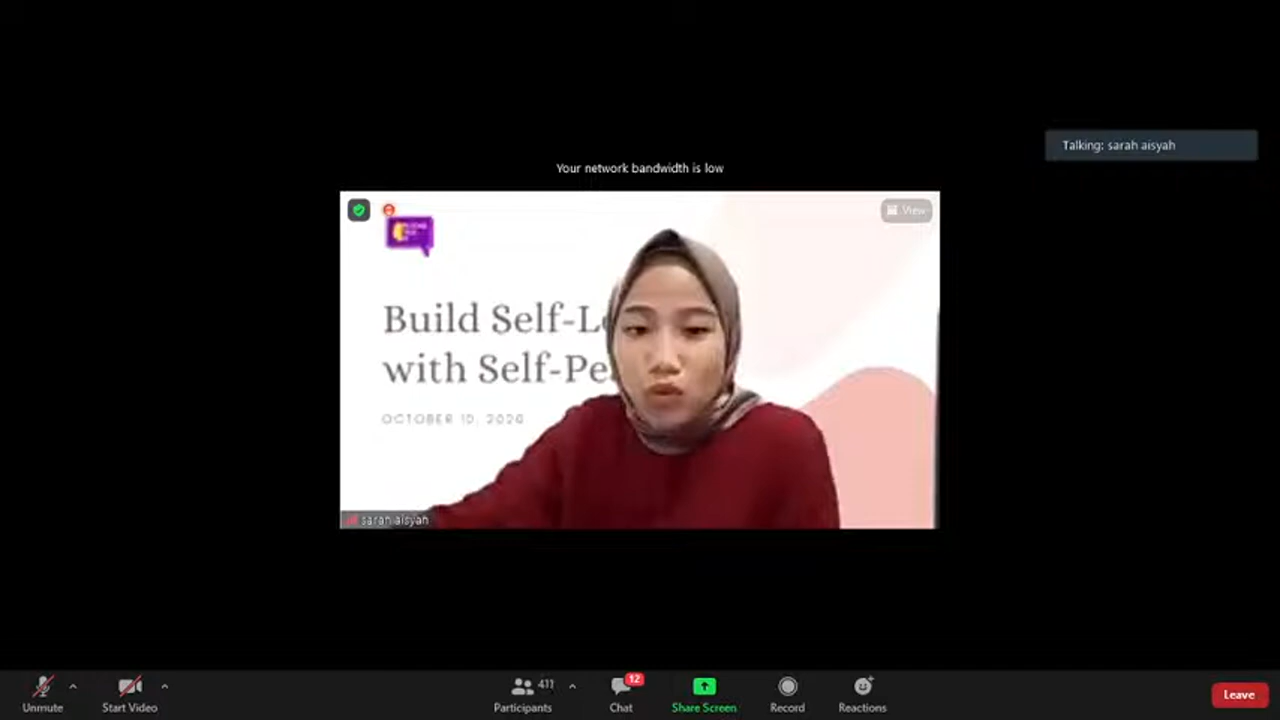 Talking: sarah aisyah
Your network bandwidth is low
View
Build Self-L
with Self-Pe
OCTOBER 10, 2020
sarah aisyah
Unmute
Start Video
411
Participants
12
Chat
Share Screen
Record
Reactions
Leave